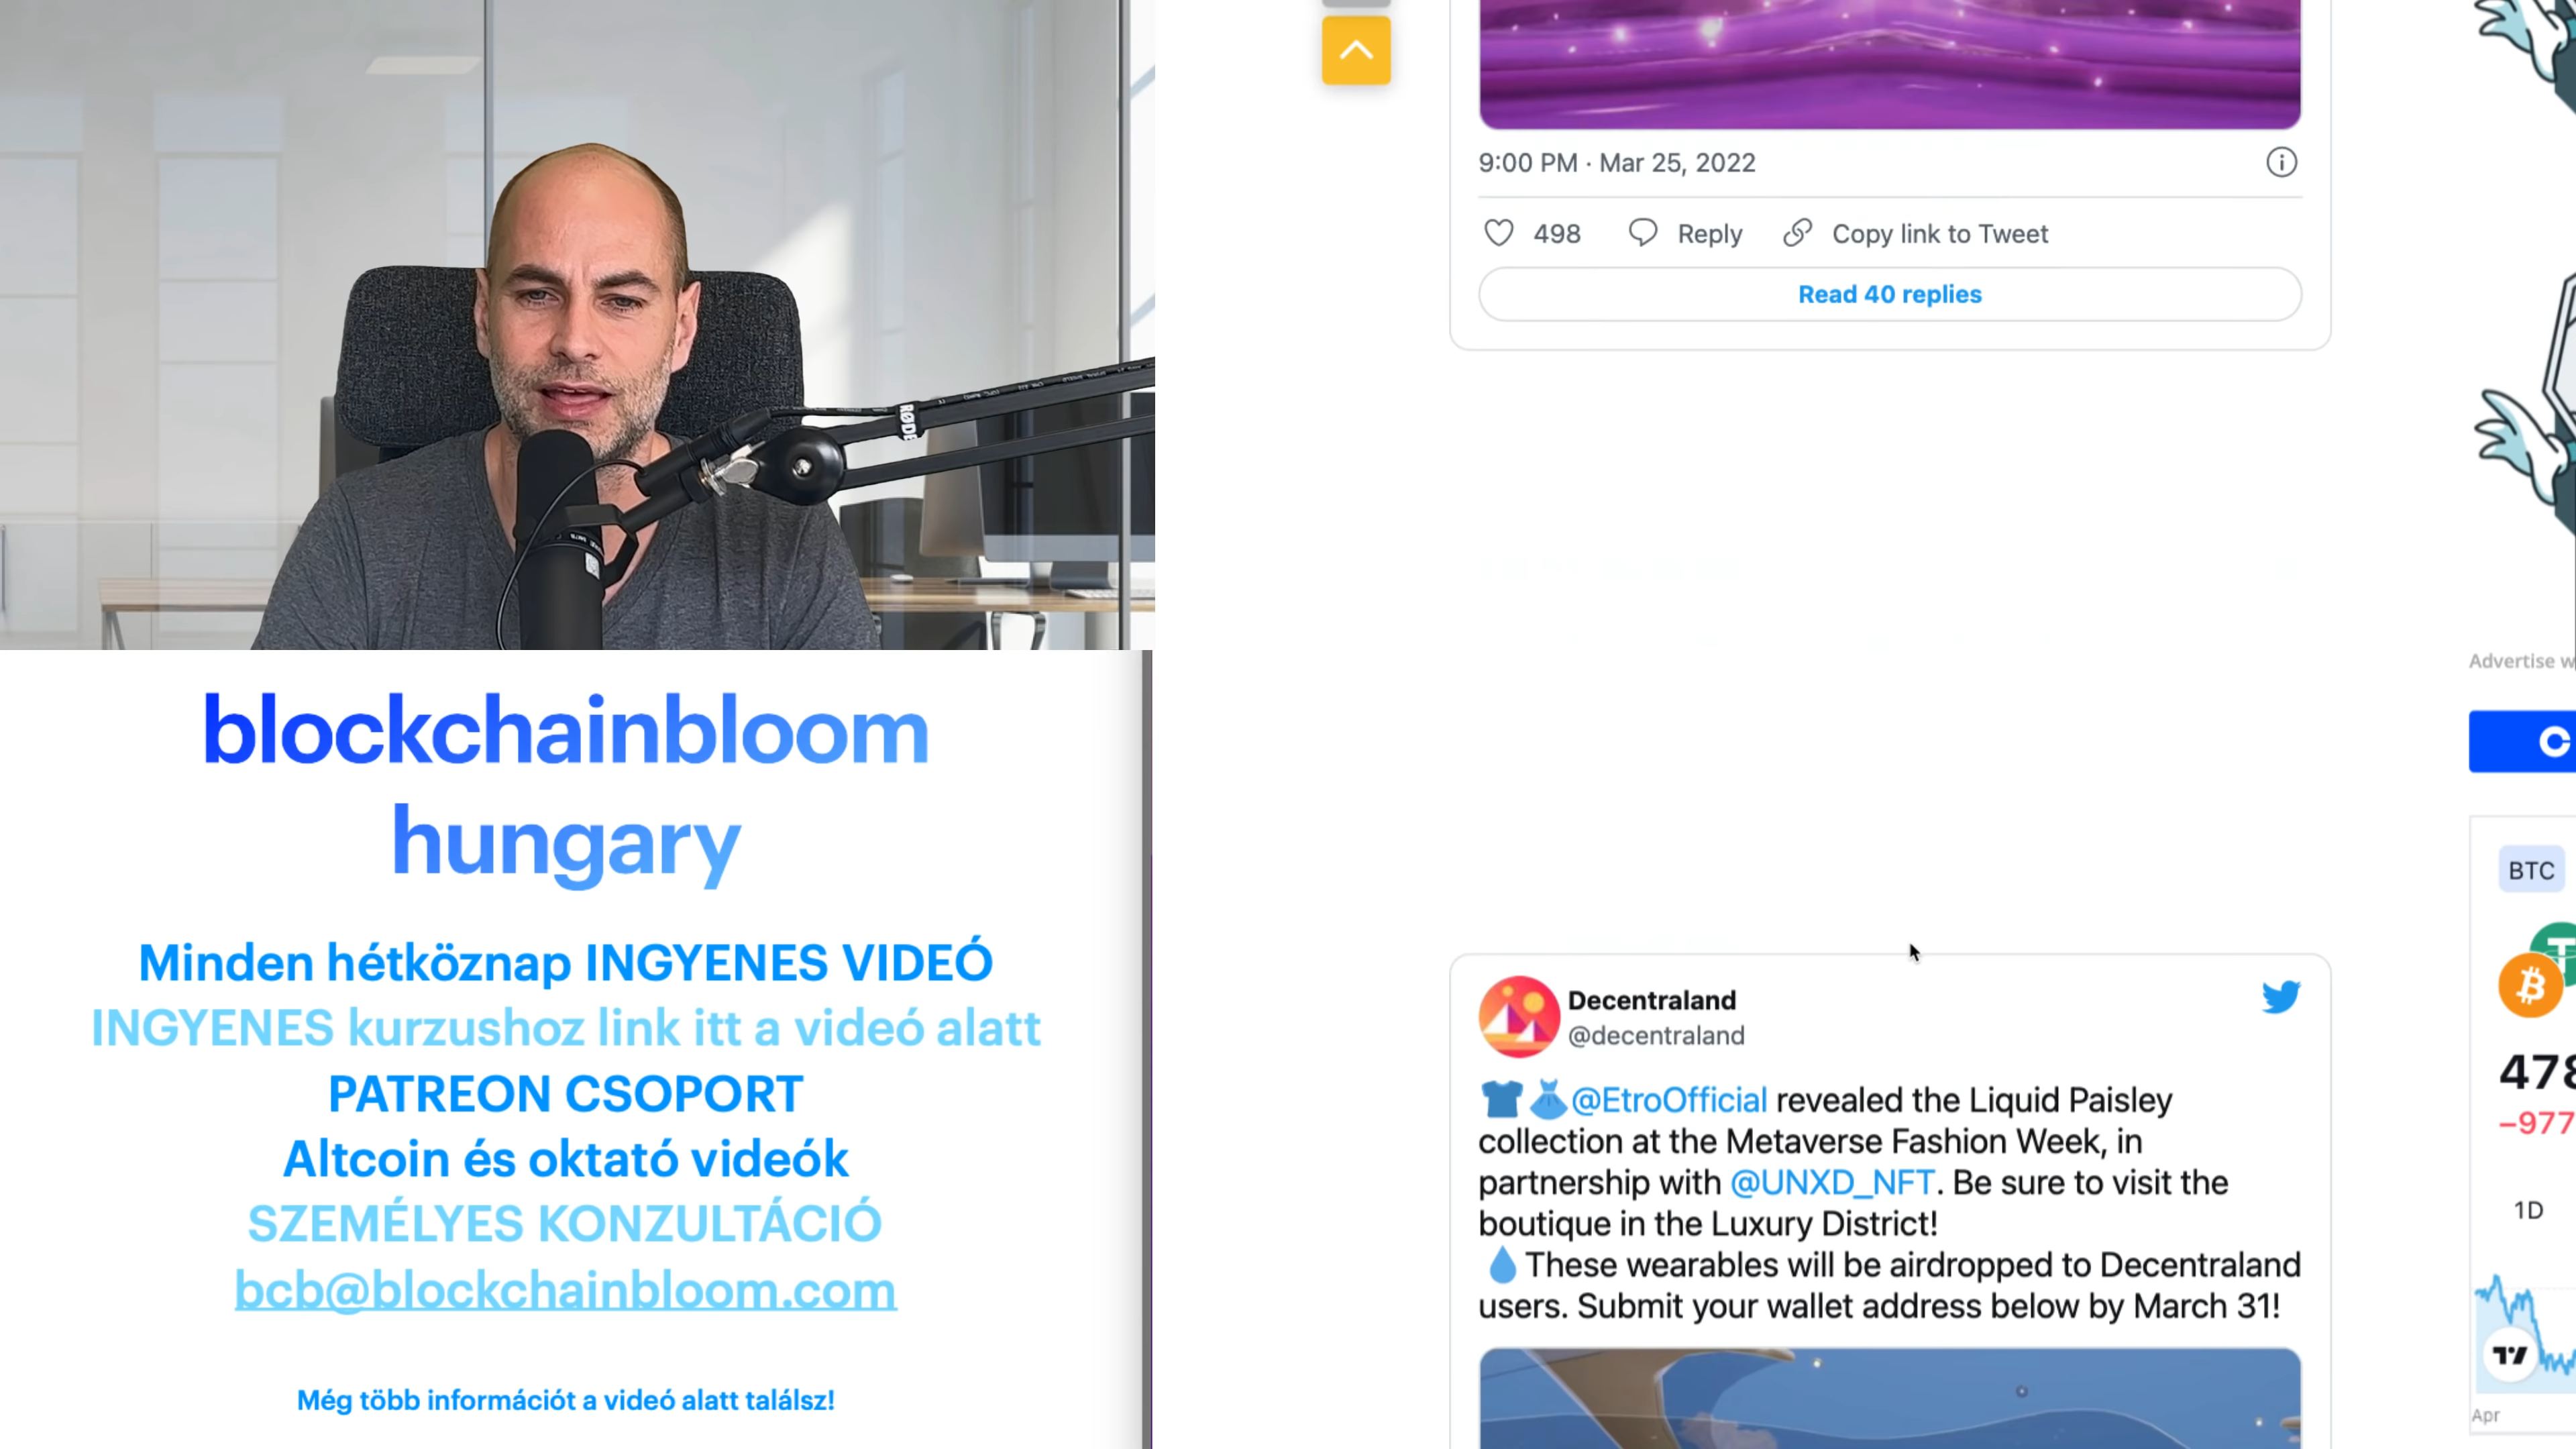 RØDE
blockchainbloom
hungary
Minden hétköznap INGYENES VIDEÓ
INGYENES kurzushoz link itt a videó alatt
PATREON CSOPORT
Altcoin és oktató videók
SZEMÉLYES KONZULTÁCIÓ
bcb@blockchainbloom.com
Még több információt a videó alatt találsz!
9:00 PM · Mar 25, 2022
498 Reply Copy link to Tweet
Read 40 replies
Decentraland
@decentraland
@EtroOfficial revealed the Liquid Paisley
collection at the Metaverse Fashion Week, in
partnership with @UNXD_NFT. Be sure to visit the
boutique in the Luxury District!
These wearables will be airdropped to Decentraland
users. Submit your wallet address below by March 31!
Advertise w
BTC
478
−977
1D
Apr